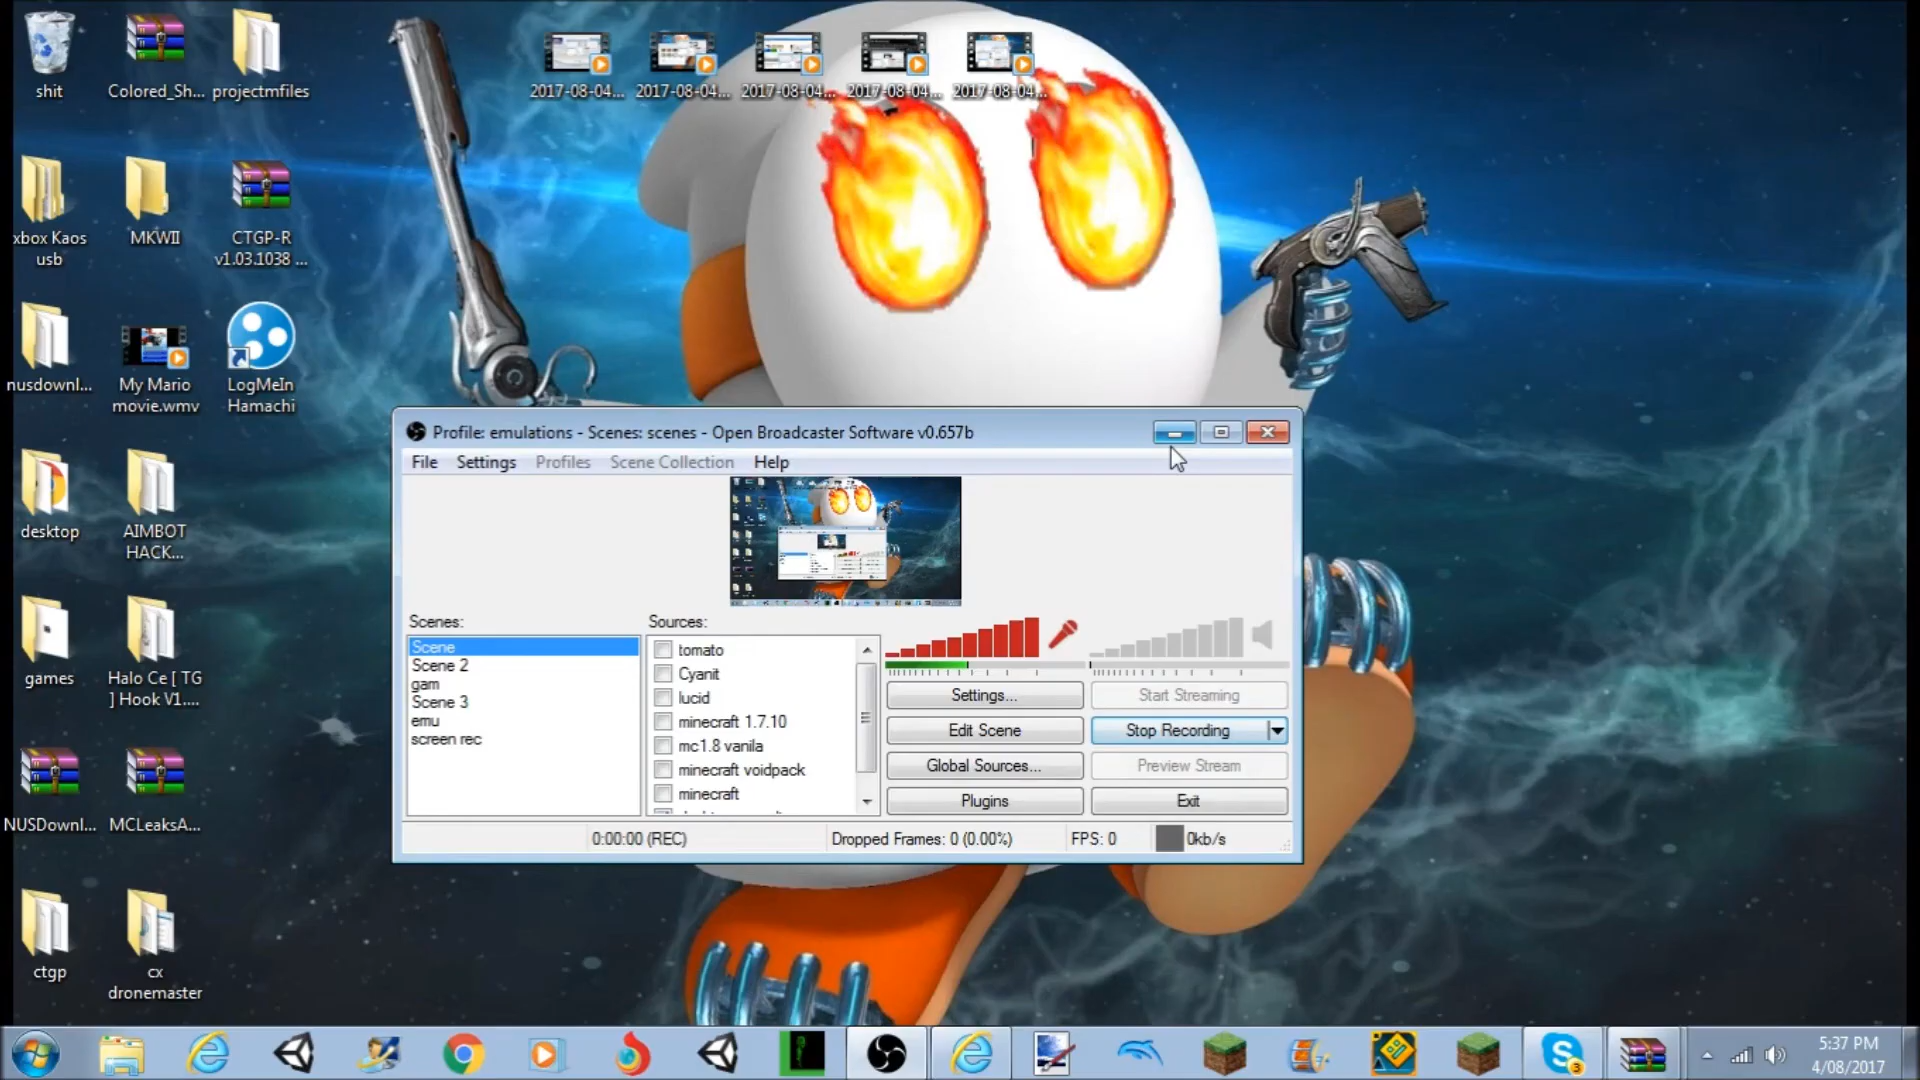 shit
Colored_Sh...
projectmfiles
2017-08-04...
2017-08-04...
2017-08-04...
2017-08-04...
2017-08-04...
xbox Kaos
usb
MKWII
CTGP-R
v1.03.1038 ...
nusdownl...
My Mario
movie.wmv
LogMeIn
Hamachi
desktop
AIMBOT
HACK...
games
Halo Ce [ TG
] Hook V1....
NUSDownl...
MCLeaksA...
ctgp
cx
dronemaster
Profile: emulations - Scenes: scenes - Open Broadcaster Software v0.657b
File Settings Profiles Scene Collection Help
Scenes:
Scene
Scene 2
gam
Scene 3
emu
screen rec
Sources:
tomato
Cyanit
lucid
minecraft 1.7.10
mc1.8 vanila
minecraft voidpack
minecraft
Settings...
Start Streaming
Edit Scene
Stop Recording
Global Sources...
Preview Stream
Plugins
Exit
0:00:00 (REC)
Dropped Frames: 0 (0.00%)
FPS: 0
0kb/s
3
5:37 PM
4/08/2017